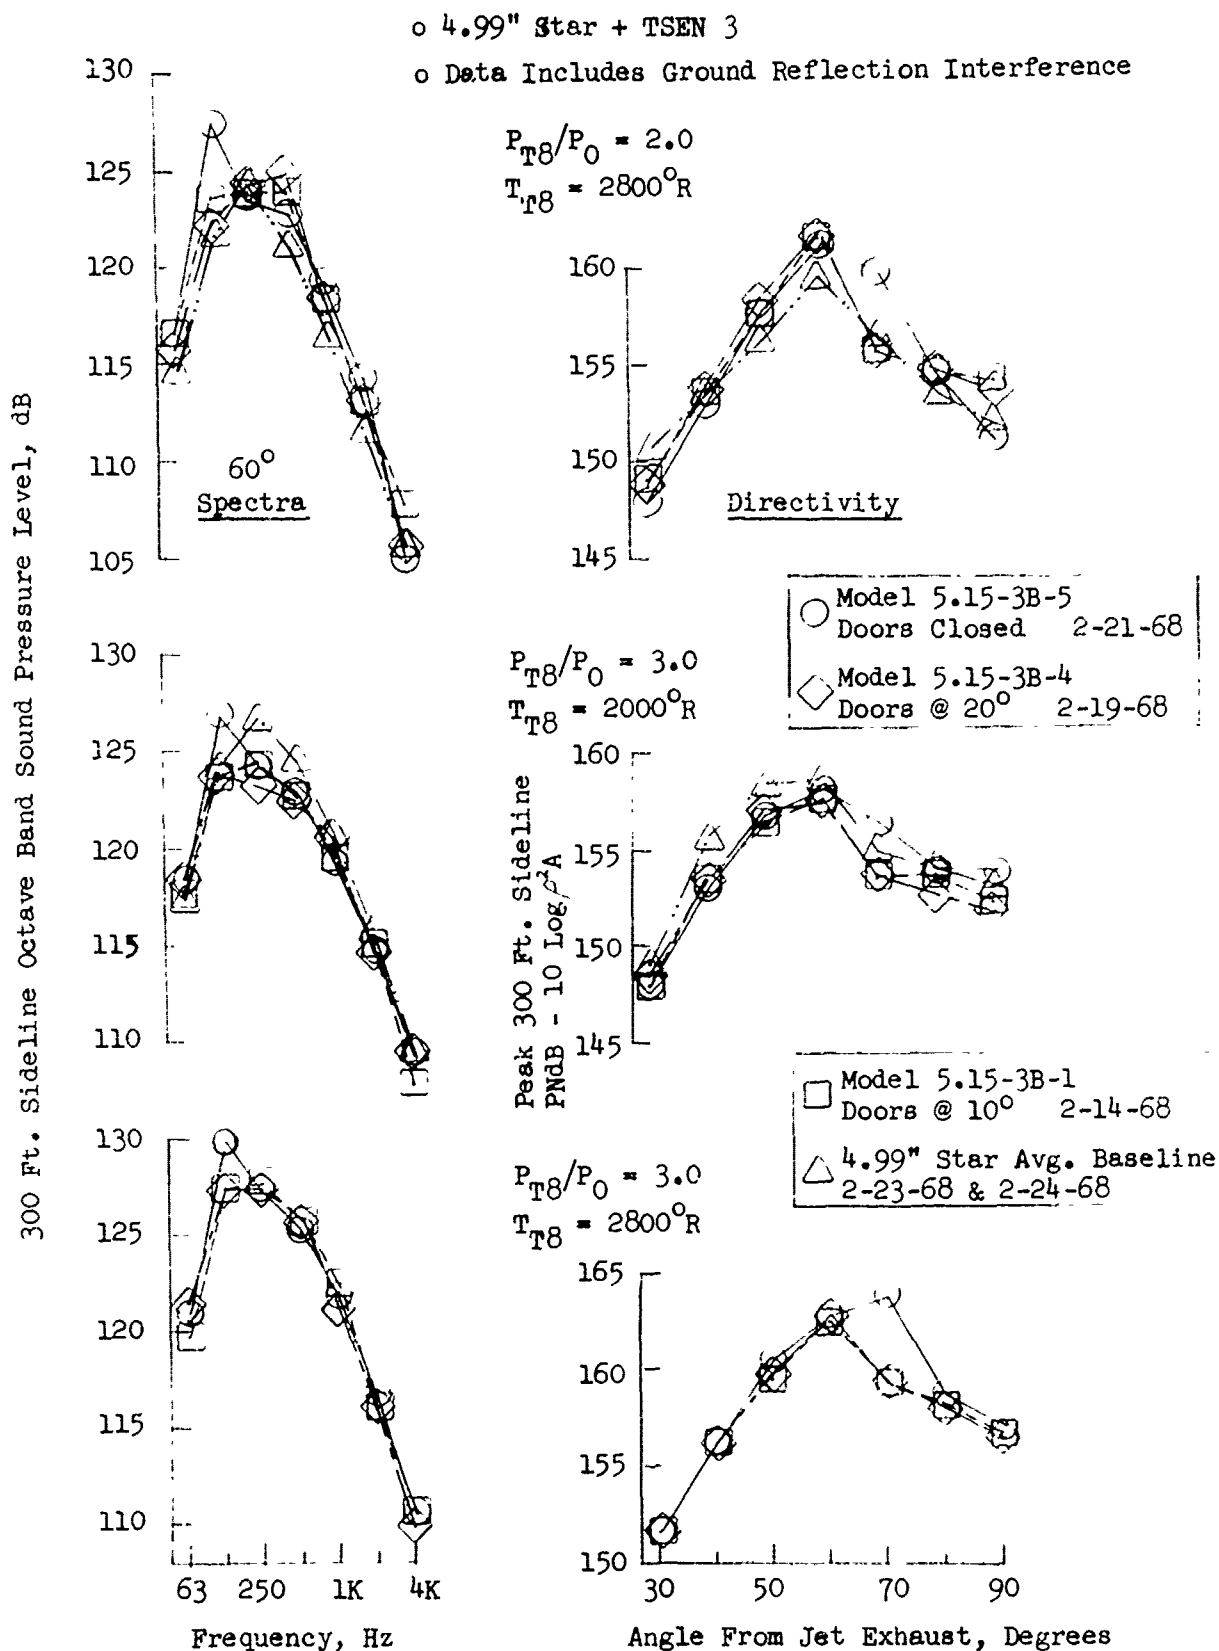 o 4.99" Star + TSEN 3
o Data Includes Ground Reflection Interference
300 Ft. Sideline Octave Band Sound Pressure Level, dB
130
125
120
115
110
105
60°
Spectra
P_T8/P_0 = 2.0
T_T8 = 2800°R
160
155
150
145
Directivity
○ Model 5.15-3B-5
Doors Closed 2-21-68
◇ Model 5.15-3B-4
Doors @ 20° 2-19-68
130
125
120
115
110
P_T8/P_0 = 3.0
T_T8 = 2000°R
Peak 300 Ft. Sideline
PNdB - 10 Log ρ²A
160
155
150
145
□ Model 5.15-3B-1
Doors @ 10° 2-14-68
△ 4.99" Star Avg. Baseline
2-23-68 & 2-24-68
130
125
120
115
110
63 250 1K 4K
Frequency, Hz
P_T8/P_0 = 3.0
T_T8 = 2800°R
165
160
155
150
30 50 70 90
Angle From Jet Exhaust, Degrees